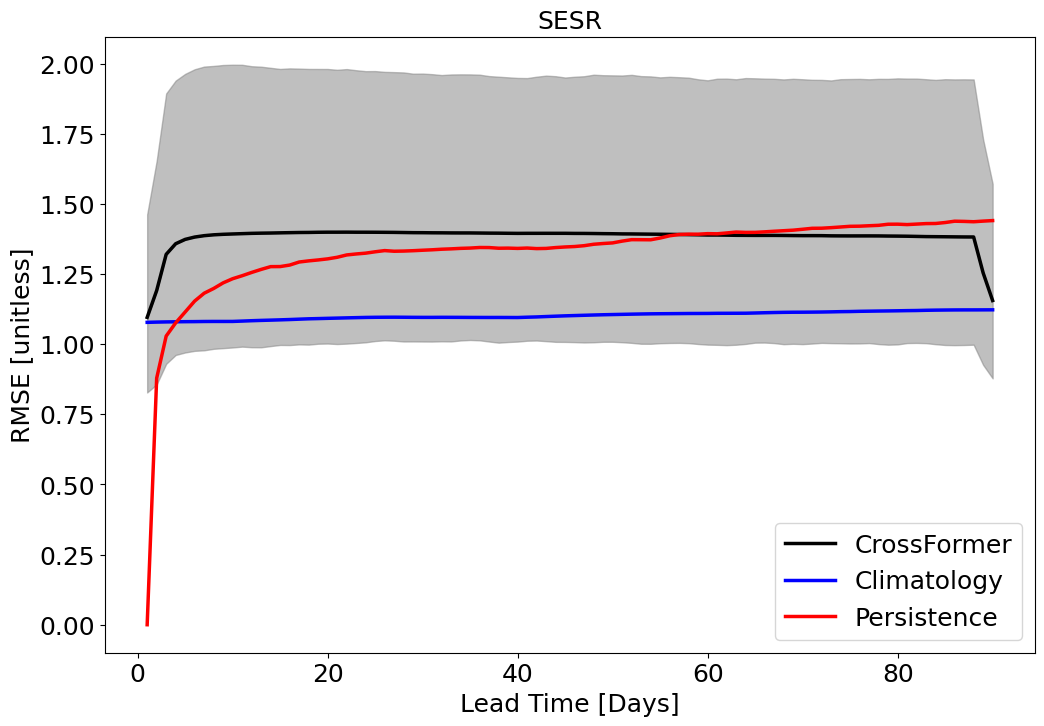 SESR
2.00
1.75
1.50
1.25
1.00
0.75
0.50
0.25
0.00
RMSE [unitless]
0 20 40 60 80
Lead Time [Days]
CrossFormer
Climatology
Persistence